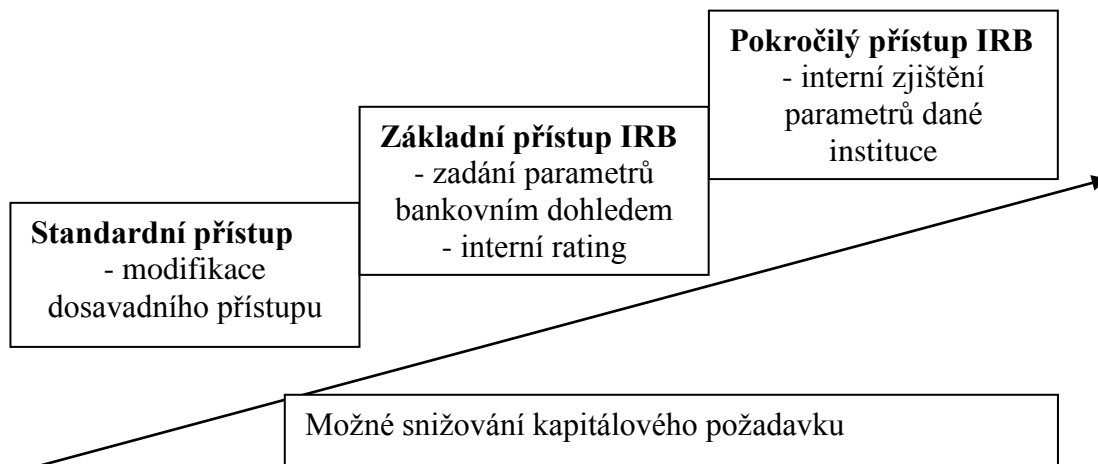 Pokročilý přístup IRB
- interní zjištění
parametrů dané
instituce
Základní přístup IRB
- zadání parametrů
bankovním dohledem
- interní rating
Standardní přístup
- modifikace
dosavadního přístupu
Možné snižování kapitálového požadavku